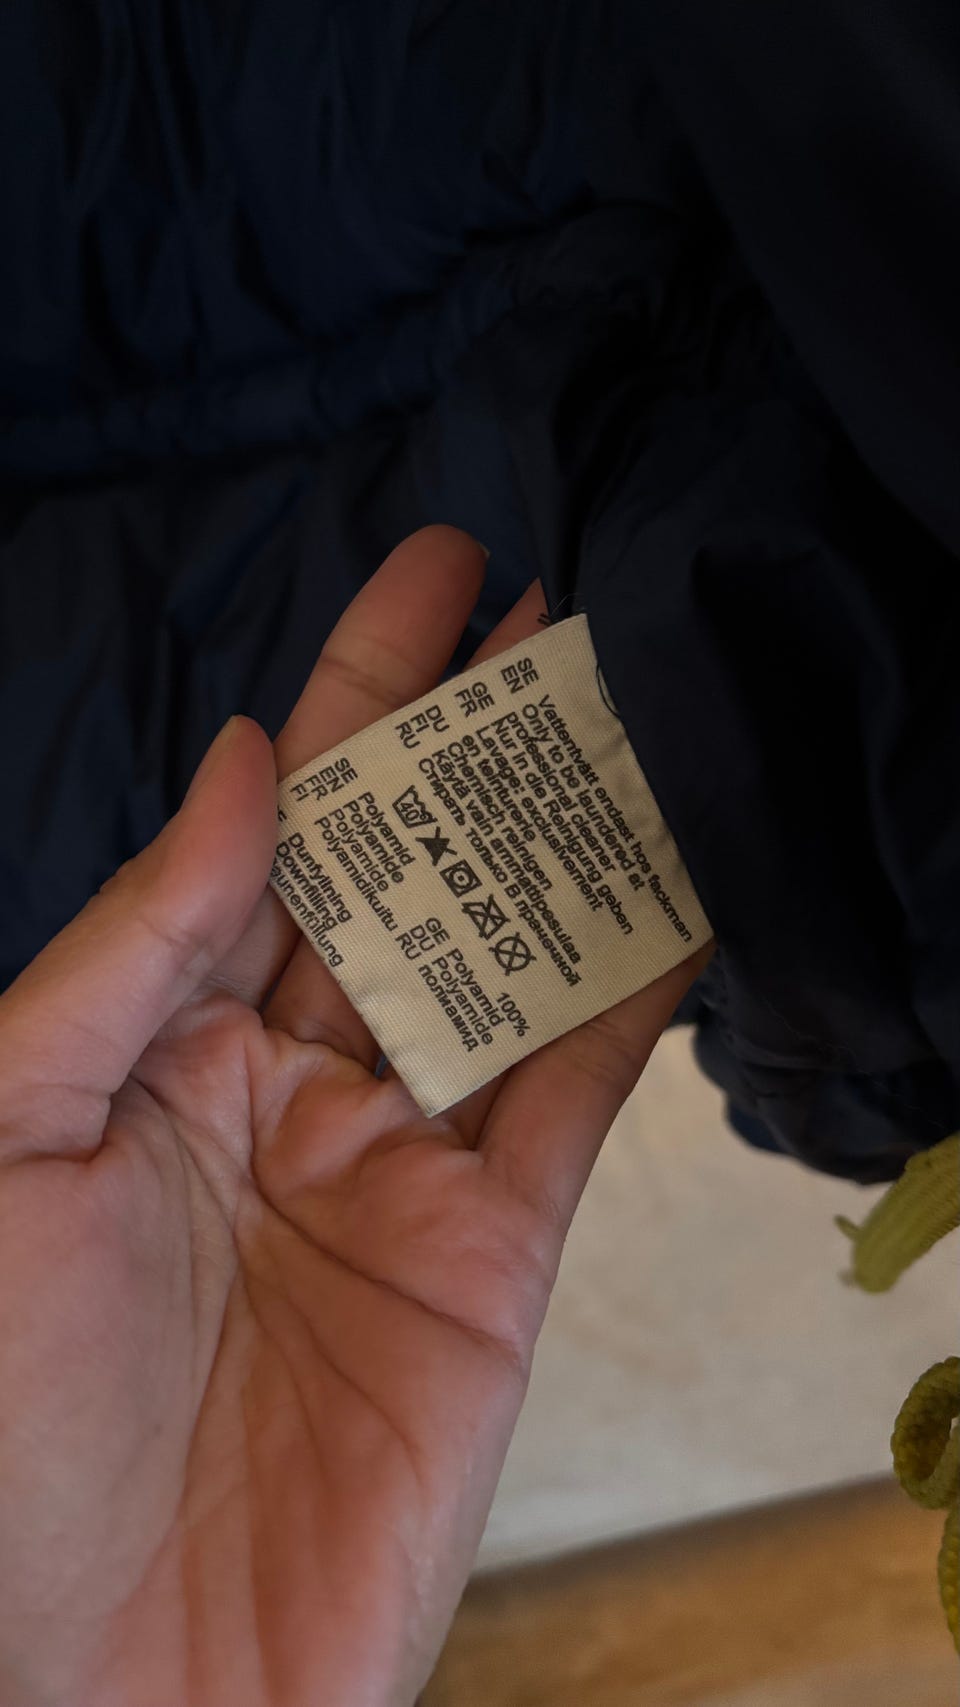 SE Vattentvätt endast hos fackman
EN Only to be laundered at
professional cleaner
GE Nur in die Reinigung geben
FR Lavage: exclusivement
en teinturerie
DU Chemisch reinigen
FI Käytä vain ammattipesulas
RU Стирать только в прачечной
40
SE Polyamid GE Polyamid 100%
EN Polyamide DU Polyamide
FR Polyamide RU полиамид
FI Polyamidikuitu
Dunfyllning
Downfilling